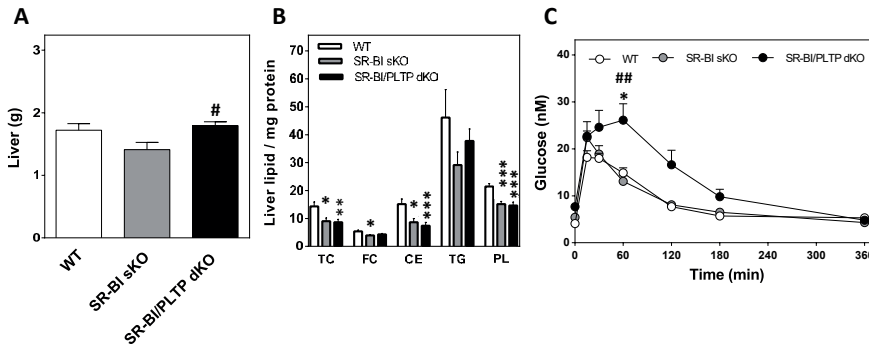 A
Liver (g)
3
2
1
0
#
WT
SR-BI sKO
SR-BI/PLTP dKO
B
Liver lipid / mg protein
70
60
50
40
30
20
10
0
WT
SR-BI sKO
SR-BI/PLTP dKO
* ** * * *** *** ***
TC FC CE TG PL
C
Glucose (nM)
40
30
20
10
0
WT SR-BI sKO SR-BI/PLTP dKO
##
*
0 60 120 180 240 300 360
Time (min)